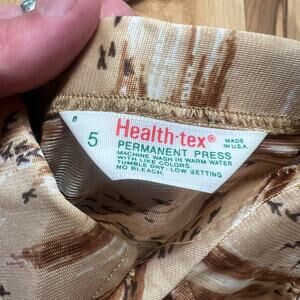 8
5
Health-tex®
MADE
IN U.S.A.
PERMANENT PRESS
MACHINE WASH IN WARM WATER
WITH LIKE COLORS.
TUMBLE DRY - LOW SETTING
NO BLEACH.